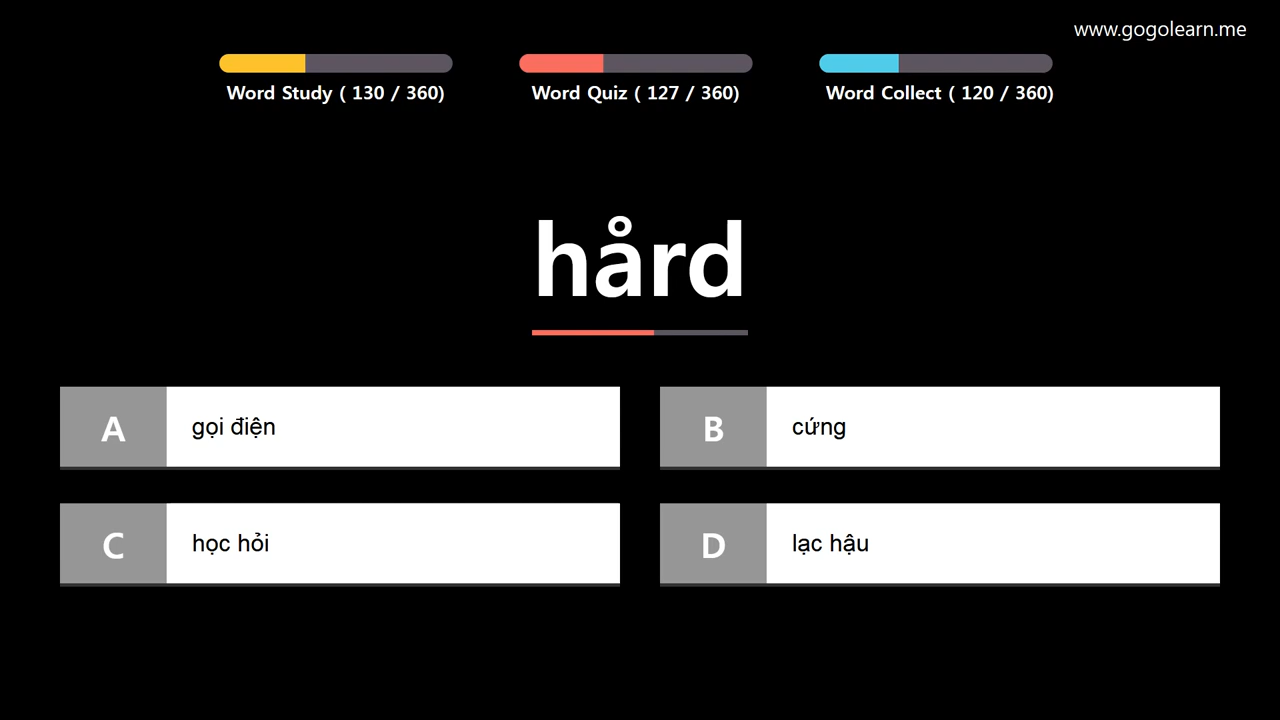 www.gogolearn.me
Word Study ( 130 / 360)
Word Quiz ( 127 / 360)
Word Collect ( 120 / 360)
hård
A
gọi điện
B
cứng
C
học hỏi
D
lạc hậu